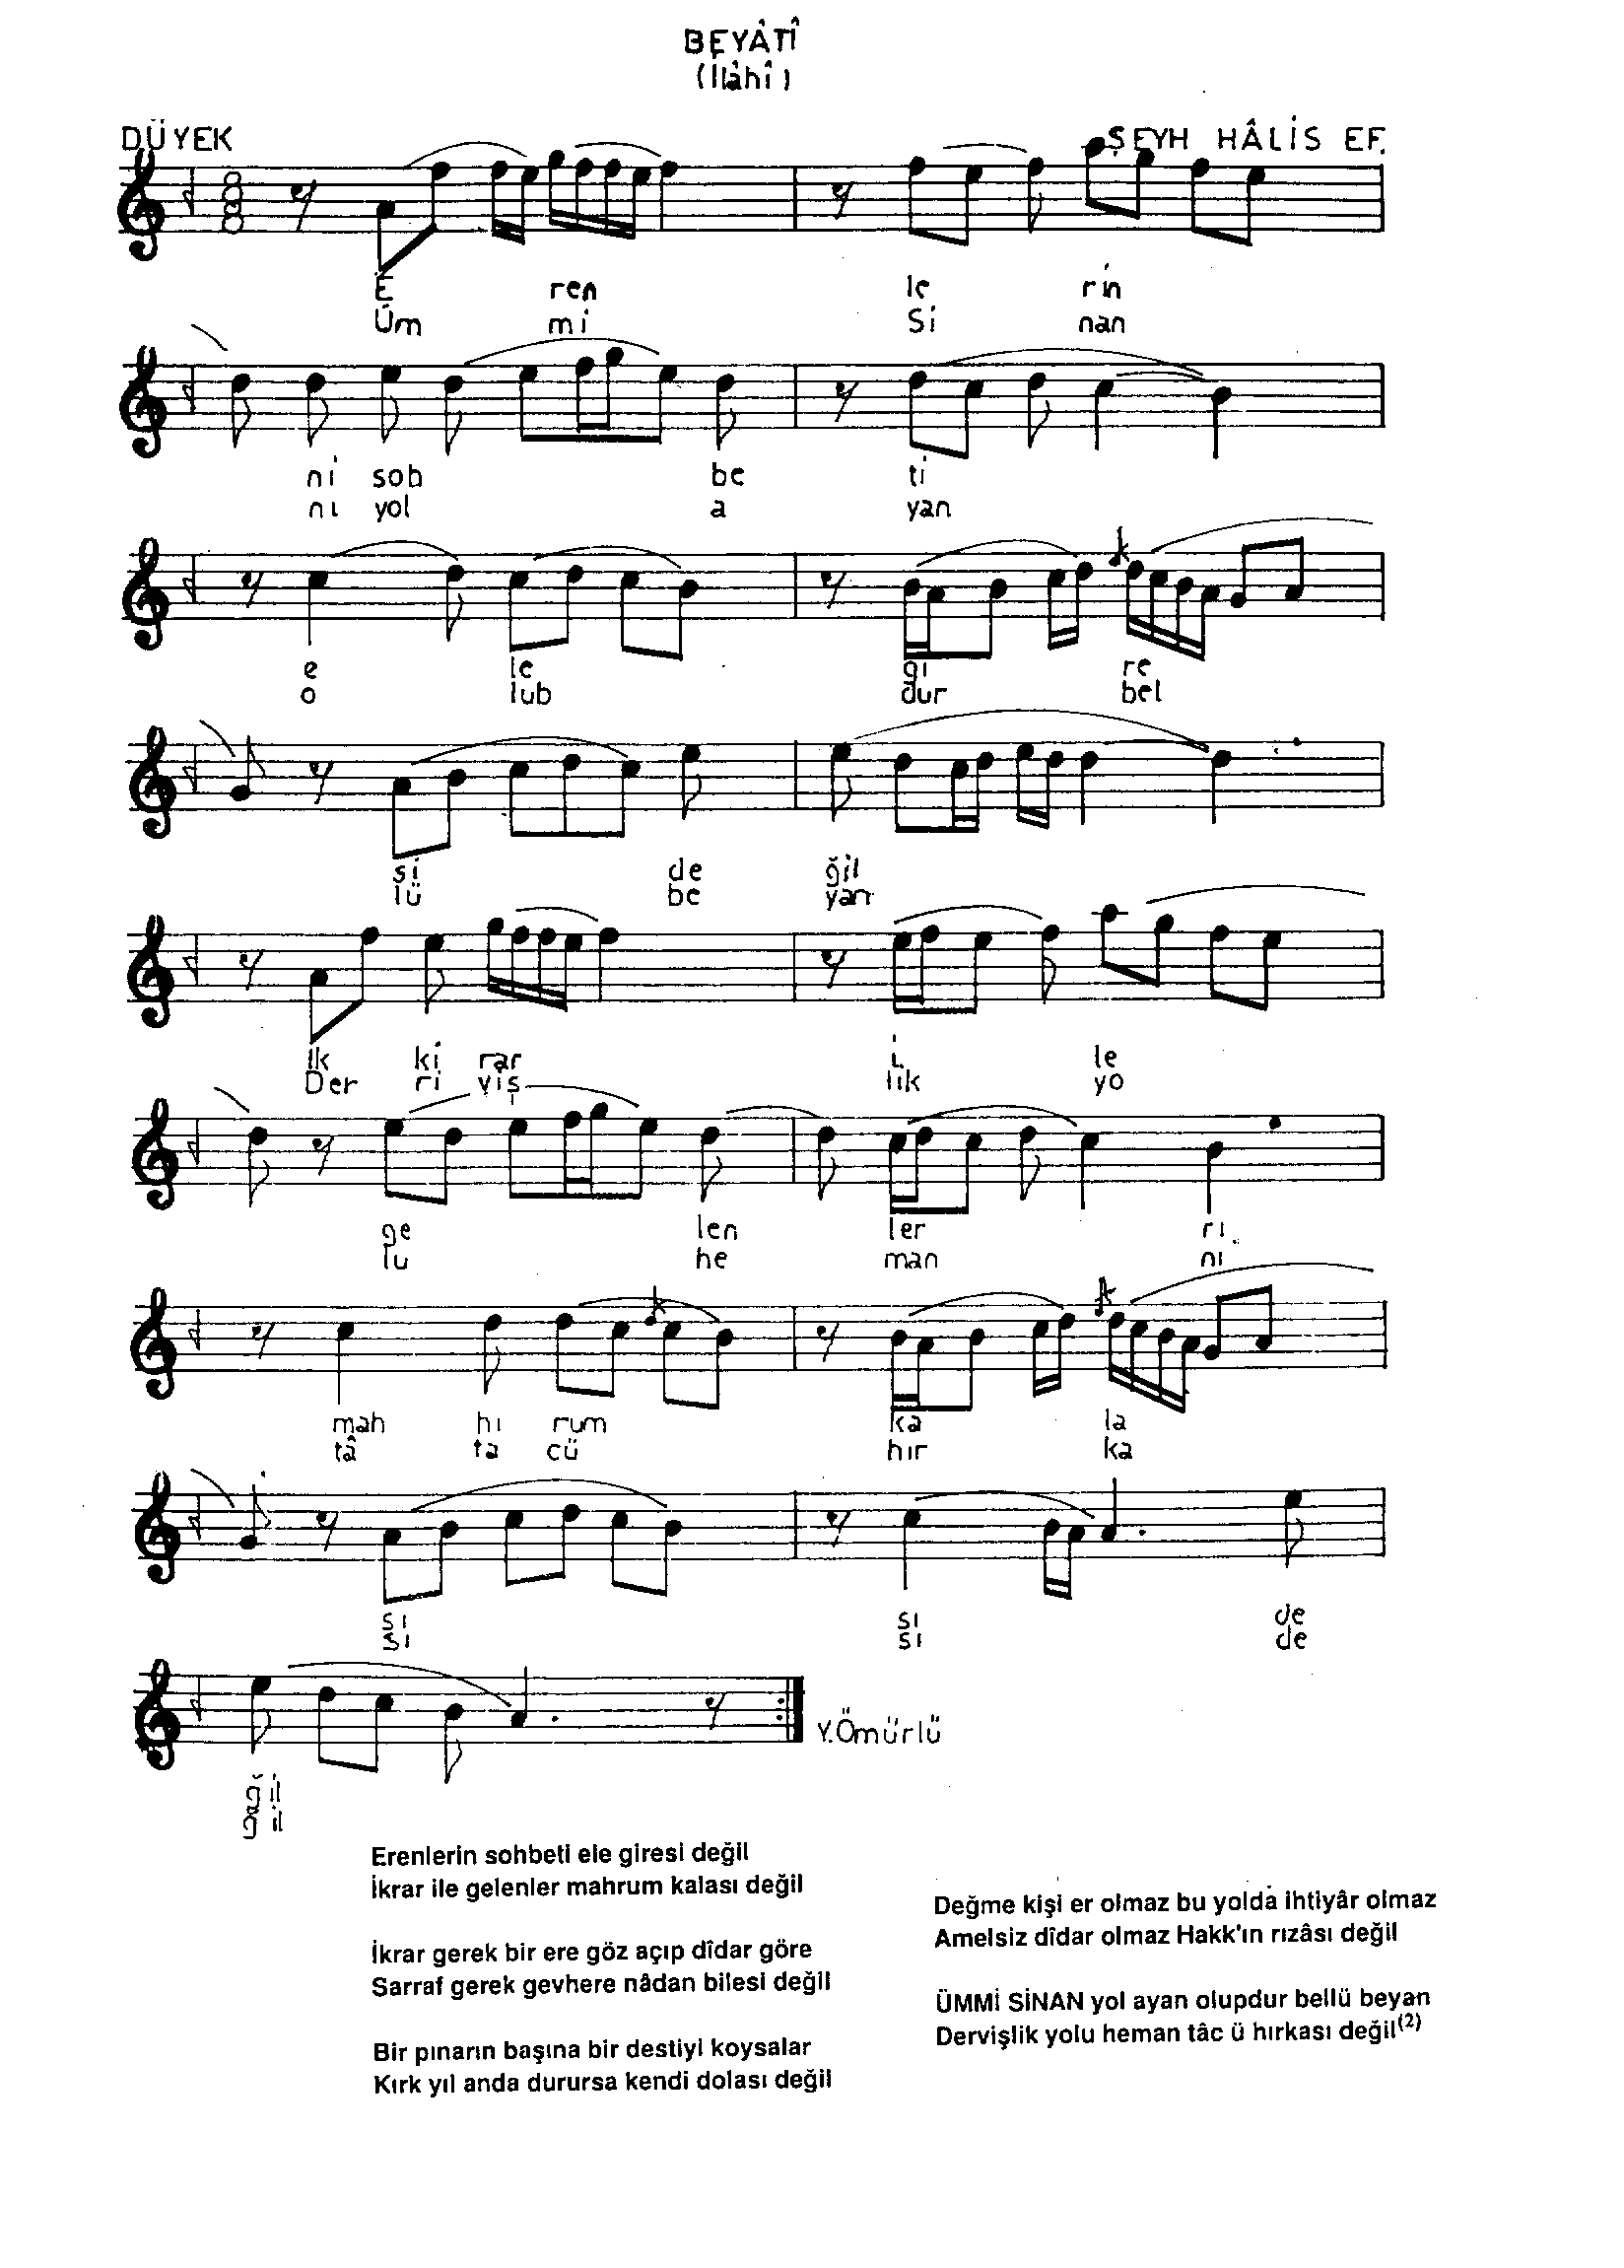 BEYÂTÎ
(İlâhî)
DÜYEK
ŞEYH HÂLİS EF.
8
4
E ren le rin
Üm mi Si nan
ni soh be ti
nı yol a yan
e le gi re
o lub dur bel
si de ğil
lü be yan
İk ki rar i le
Der ri viş lik yo
ge len ler ri
lu he man ni
mah hı rum ka la
tâ ta cü hır ka
sı sı de
sı sı de
ğil
ğil
Y.Ömürlü
Erenlerin sohbeti ele giresi değil
İkrar ile gelenler mahrum kalası değil
İkrar gerek bir ere göz açıp dîdar göre
Sarraf gerek gevhere nâdan bilesi değil
Bir pınarın başına bir destiyi koysalar
Kırk yıl anda durursa kendi dolası değil
Değme kişi er olmaz bu yolda ihtiyâr olmaz
Amelsiz dîdar olmaz Hakk'ın rızâsı değil
ÜMMİ SİNAN yol ayan olupdur bellü beyan
Dervişlik yolu heman tâc ü hırkası değil(2)